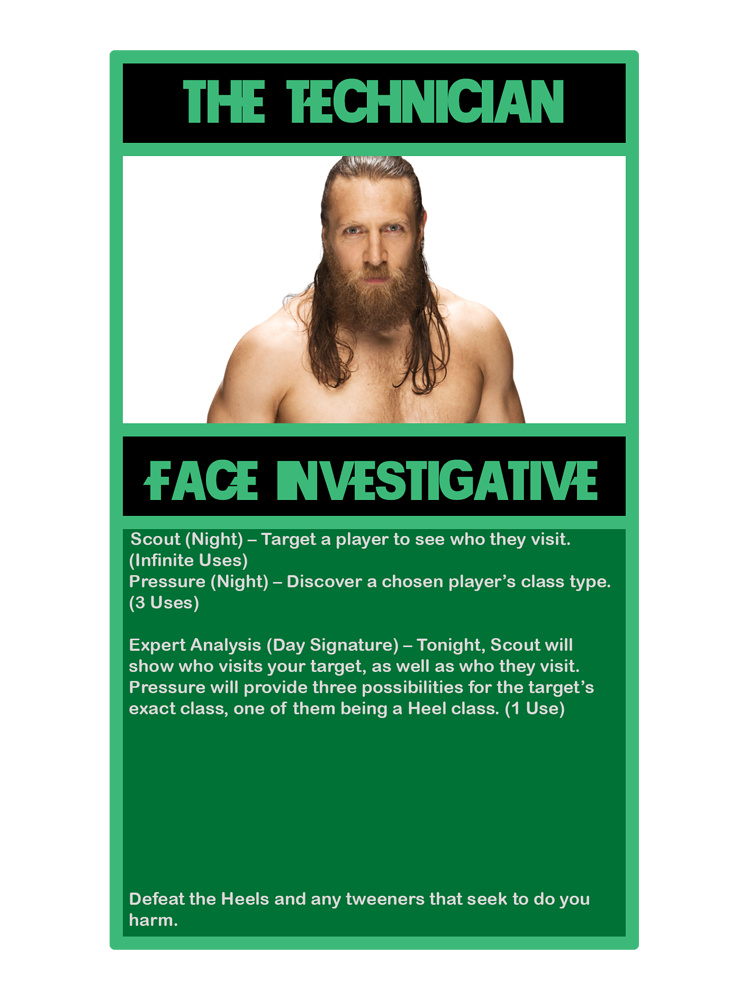 THE TECHNICIAN
FACE INVESTIGATIVE
Scout (Night) – Target a player to see who they visit.
(Infinite Uses)
Pressure (Night) – Discover a chosen player’s class type.
(3 Uses)
Expert Analysis (Day Signature) – Tonight, Scout will
show who visits your target, as well as who they visit.
Pressure will provide three possibilities for the target’s
exact class, one of them being a Heel class. (1 Use)
Defeat the Heels and any tweeners that seek to do you
harm.